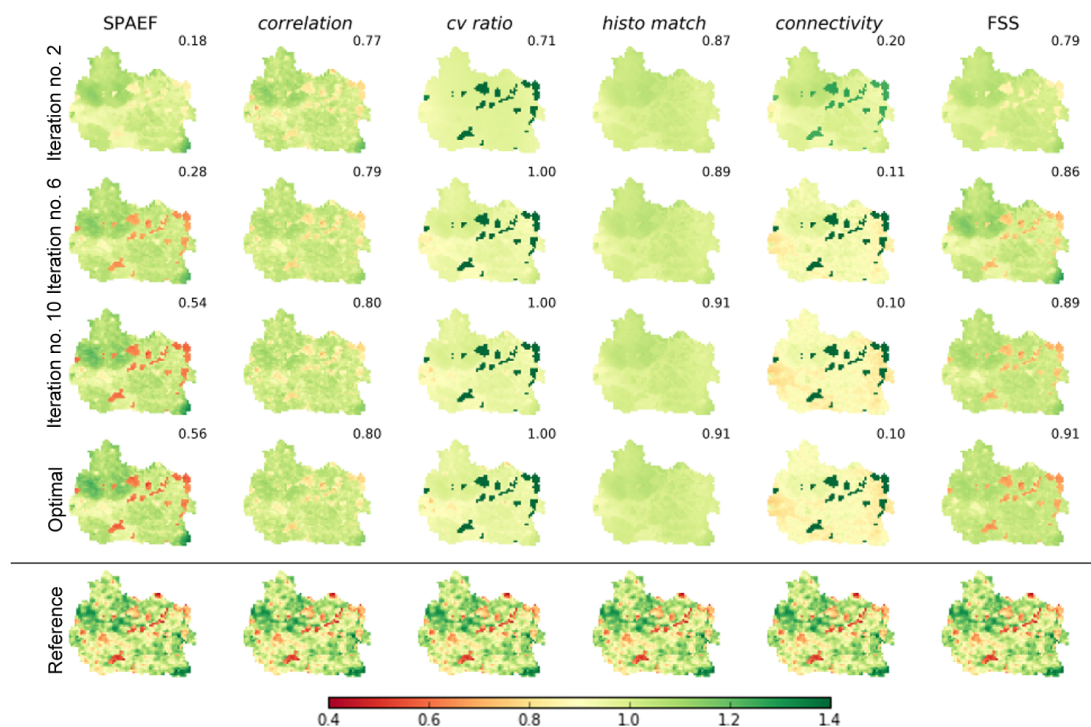 SPAEF correlation cv ratio histo match connectivity FSS
0.18 0.77 0.71 0.87 0.20 0.79
Iteration no. 2
0.28 0.79 1.00 0.89 0.11 0.86
Iteration no. 6
0.54 0.80 1.00 0.91 0.10 0.89
Iteration no. 10
0.56 0.80 1.00 0.91 0.10 0.91
Optimal
Reference
0.4 0.6 0.8 1.0 1.2 1.4